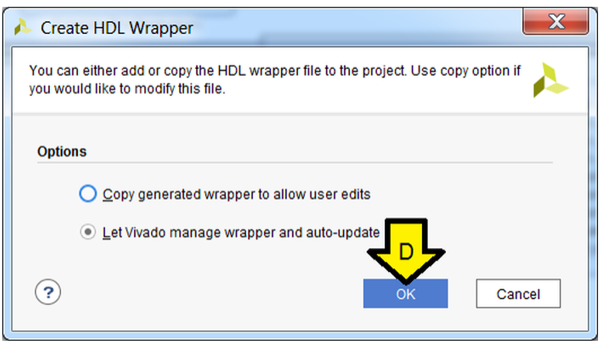 Create HDL Wrapper
You can either add or copy the HDL wrapper file to the project. Use copy option if
you would like to modify this file.
Options
Copy generated wrapper to allow user edits
Let Vivado manage wrapper and auto-update
D
?
OK
Cancel